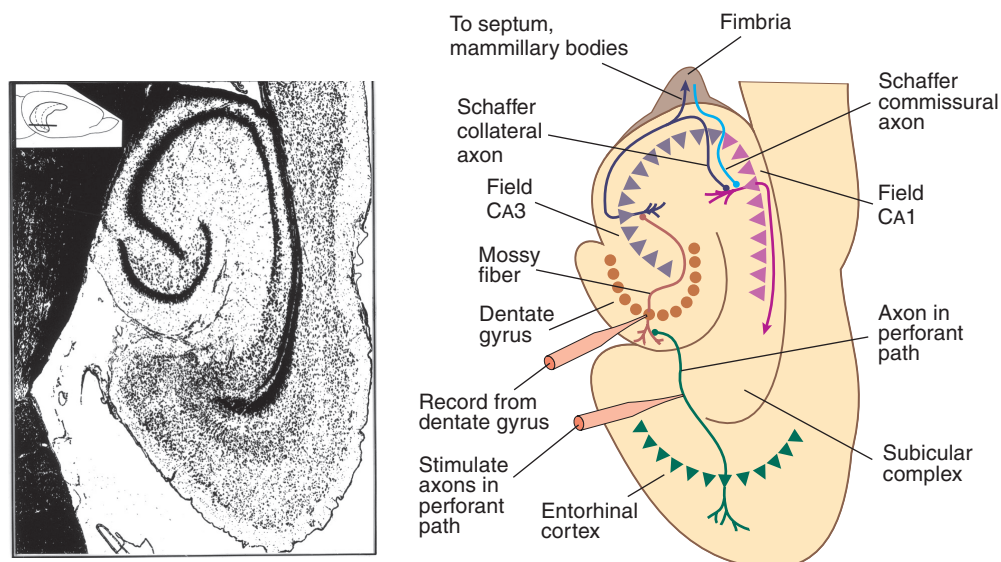 To septum,
mammillary bodies
Fimbria
Schaffer
collateral
axon
Schaffer
commissural
axon
Field
CA3
Field
CA1
Mossy
fiber
Dentate
gyrus
Axon in
perforant
path
Record from
dentate gyrus
Stimulate
axons in
perforant
path
Entorhinal
cortex
Subicular
complex